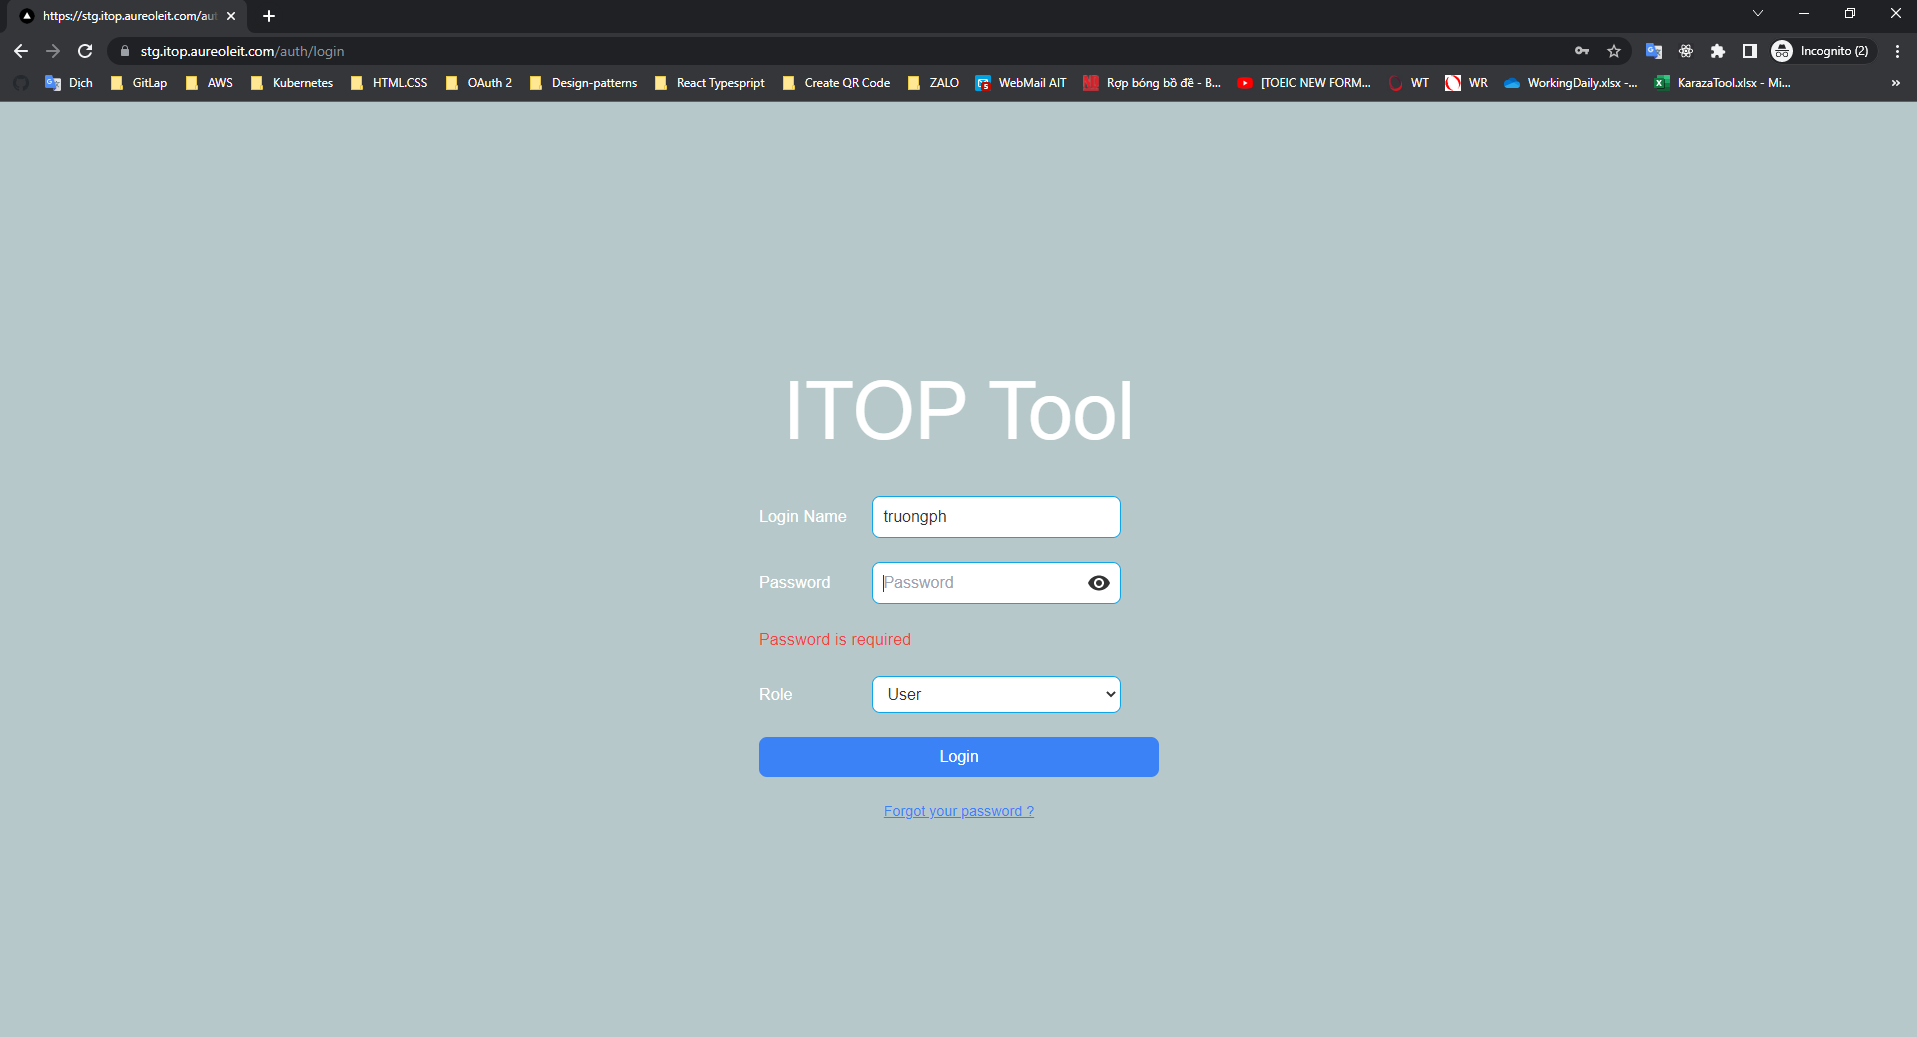 https://stg.itop.aureoleit.com/aut
stg.itop.aureoleit.com/auth/login
Incognito (2)
Dịch GitLap AWS Kubernetes HTML.CSS OAuth 2 Design-patterns React Typespript Create QR Code ZALO WebMail AIT Rợp bóng bồ đề - B... [TOEIC NEW FORM... WT WR WorkingDaily.xlsx -... KarazaTool.xlsx - Mi... »
ITOP Tool
Login Name truongph
Password Password
Password is required
Role User
Login
Forgot your password ?